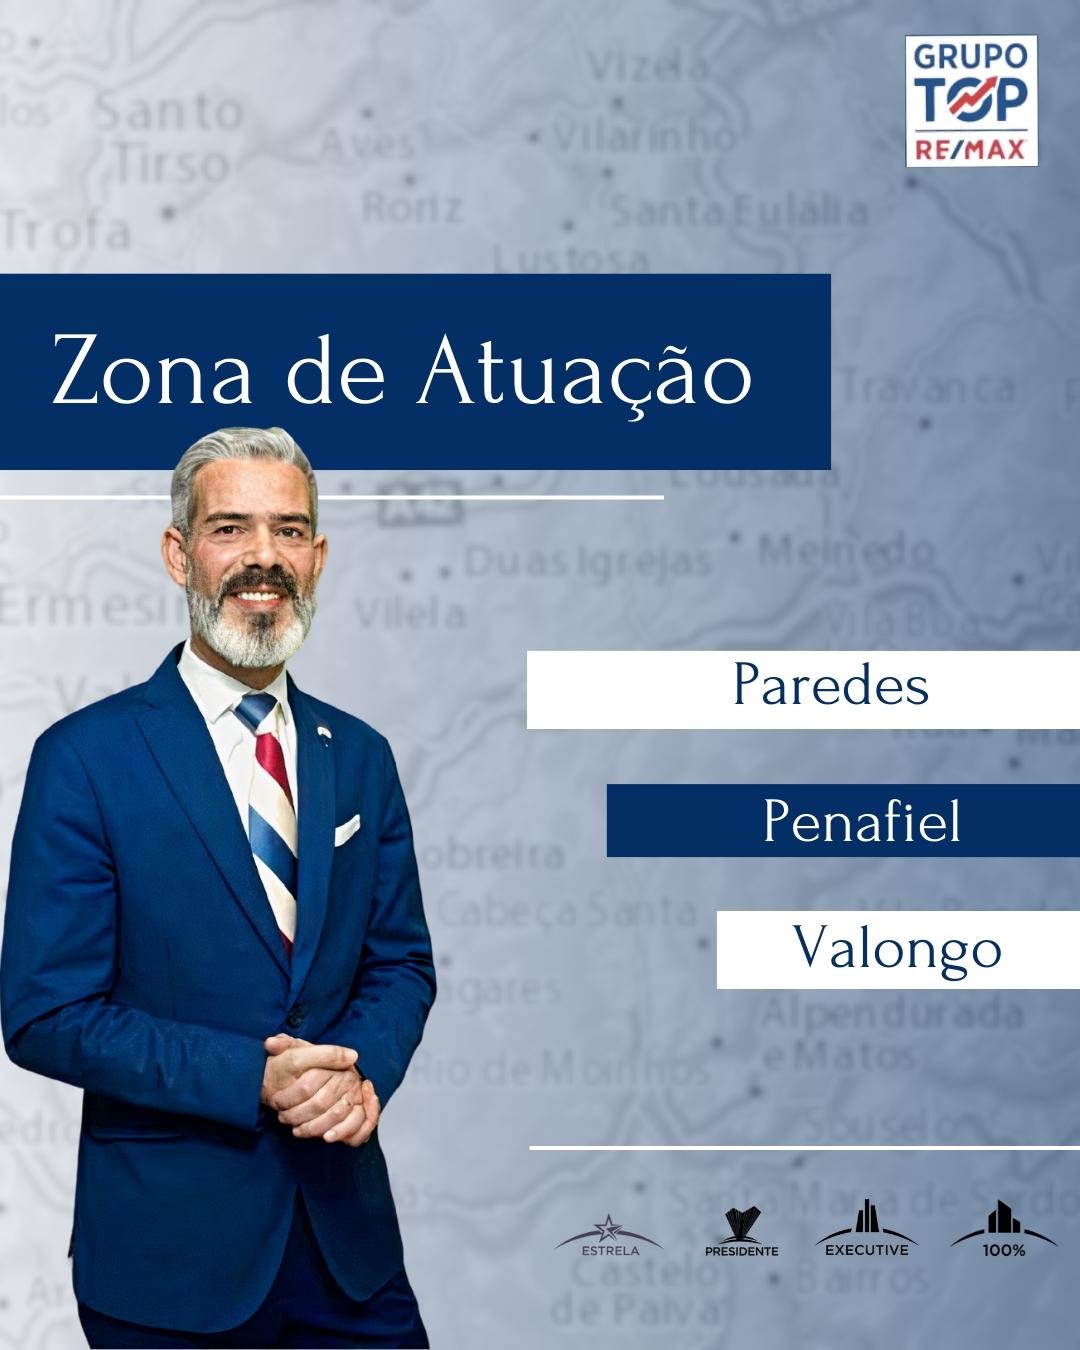 Vizela
Santo
Tirso
Aves
Vilarinho
GRUPO
TOP
RE/MAX
Roriz
Santa Eulália
Trofa
Lustosa
Zona de Atuação
Travanca
Lousada
Duas Igrejas
Meinedo
Vilela
Vila Boa
Paredes
Penafiel
Cabeça Santa
Valongo
Alpendurada
e Matos
Rio de Moinhos
Souselo
ESTRELA
PRESIDENTE
EXECUTIVE
100%
Castelo
de Paiva
Bairros